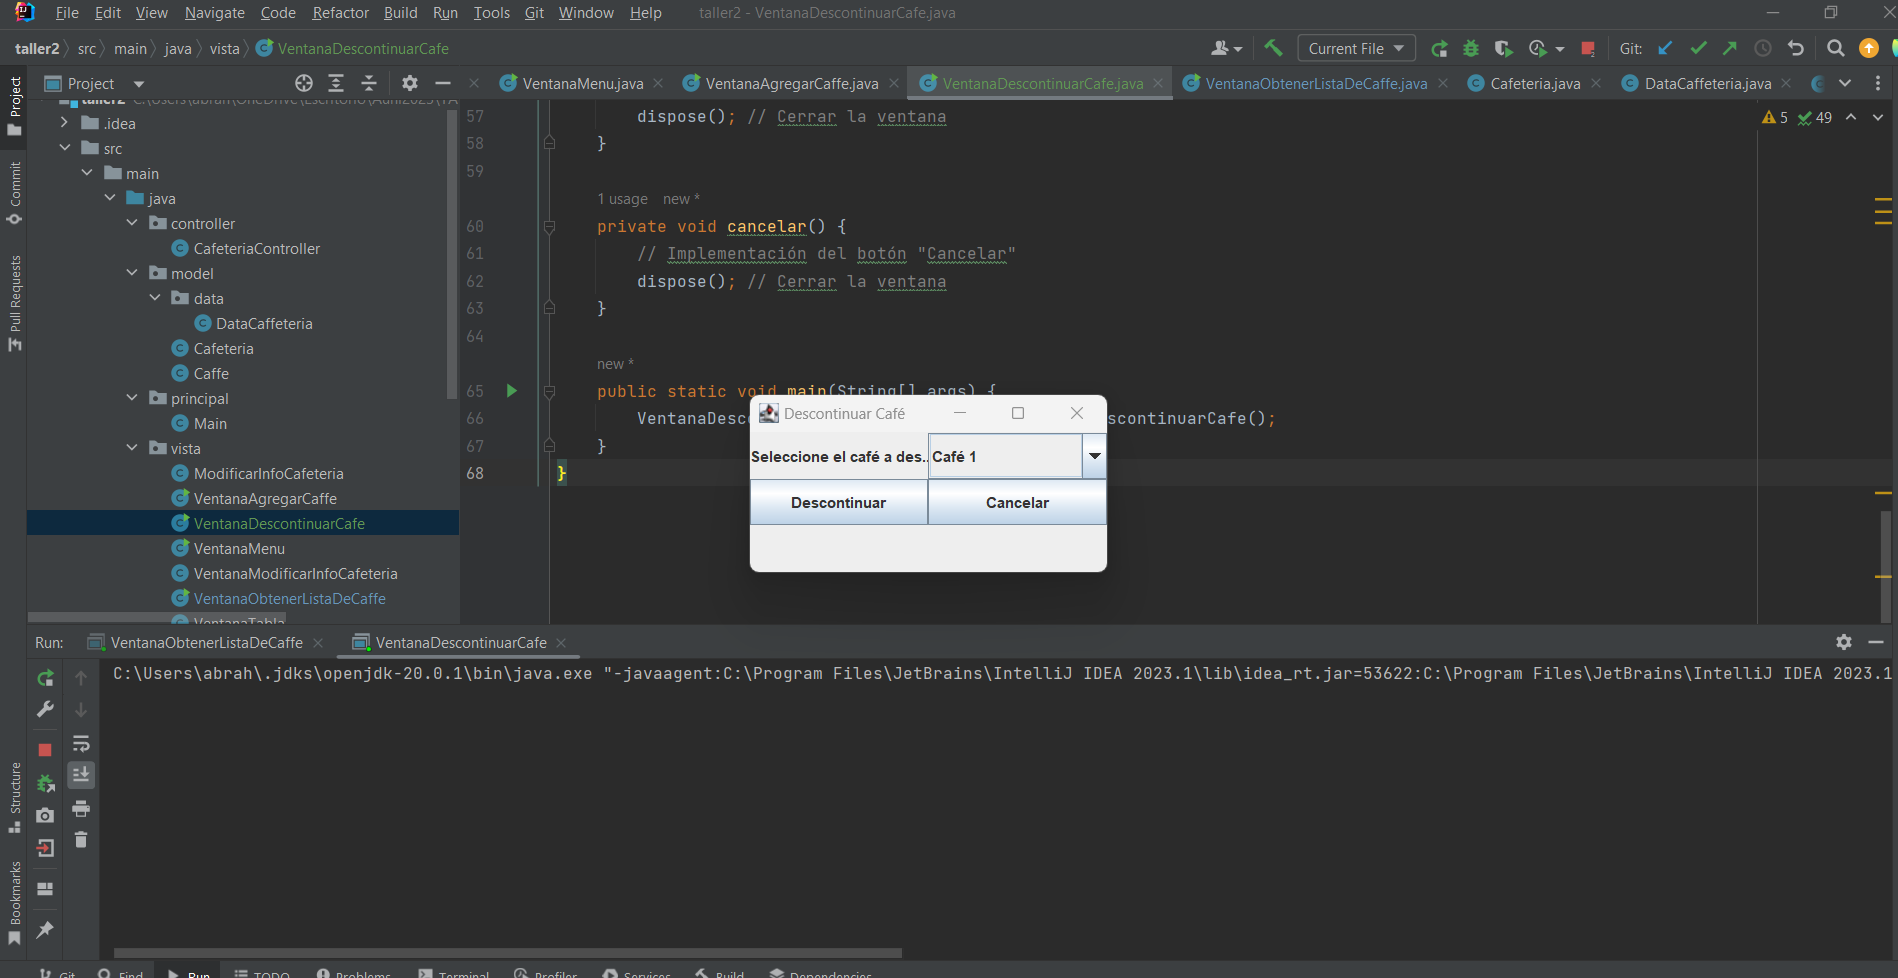 File Edit View Navigate Code Refactor Build Run Tools Git Window Help taller2 - VentanaDescontinuarCafe.java
taller2 src main java vista VentanaDescontinuarCafe Current File Git:
Project
VentanaMenu.java VentanaAgregarCaffe.java VentanaDescontinuarCafe.java VentanaObtenerListaDeCaffe.java Cafeteria.java DataCaffeteria.java
Project
Commit
Pull Requests
Structure
Bookmarks
taller2
.idea
src
main
java
controller
CafeteriaController
model
data
DataCaffeteria
Cafeteria
Caffe
principal
Main
vista
ModificarInfoCafeteria
VentanaAgregarCaffe
VentanaDescontinuarCafe
VentanaMenu
VentanaModificarInfoCafeteria
VentanaObtenerListaDeCaffe
VentanaTabla
5 49
57 dispose(); // Cerrar la ventana
58 }
59
1 usage new *
60 private void cancelar() {
61 // Implementación del botón "Cancelar"
62 dispose(); // Cerrar la ventana
63 }
64
new *
65 public static void main(String[] args) {
66 VentanaDesc scontinuarCafe();
67 }
68 }
Descontinuar Café
Seleccione el café a des... Café 1
Descontinuar Cancelar
Run: VentanaObtenerListaDeCaffe VentanaDescontinuarCafe
C:\Users\abrah\.jdks\openjdk-20.0.1\bin\java.exe "-javaagent:C:\Program Files\JetBrains\IntelliJ IDEA 2023.1\lib\idea_rt.jar=53622:C:\Program Files\JetBrains\IntelliJ IDEA 2023.1
Git Find Run TODO Problems Terminal Profiler Services Build Dependencies